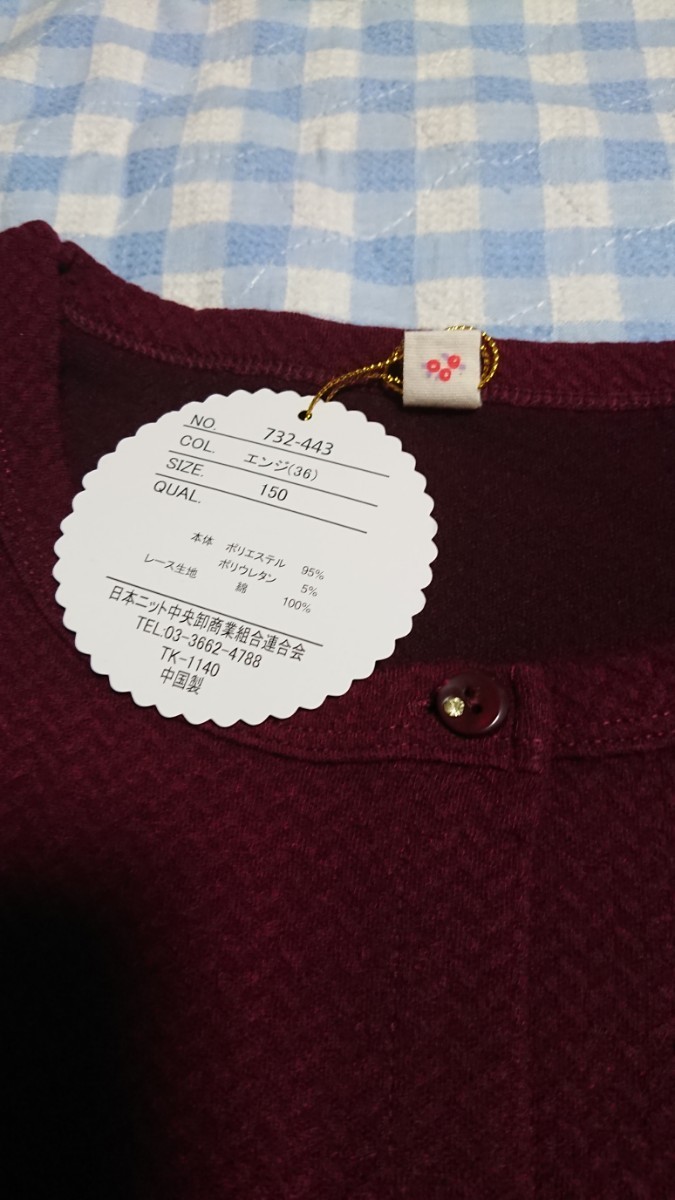 NO. 732-443
COL. エンジ(36)
SIZE. 150
QUAL.
本体 ポリエステル 95%
ポリウレタン 5%
レース生地 綿 100%
日本ニット中央卸商業組合連合会
TEL:03-3662-4788
TK-1140
中国製